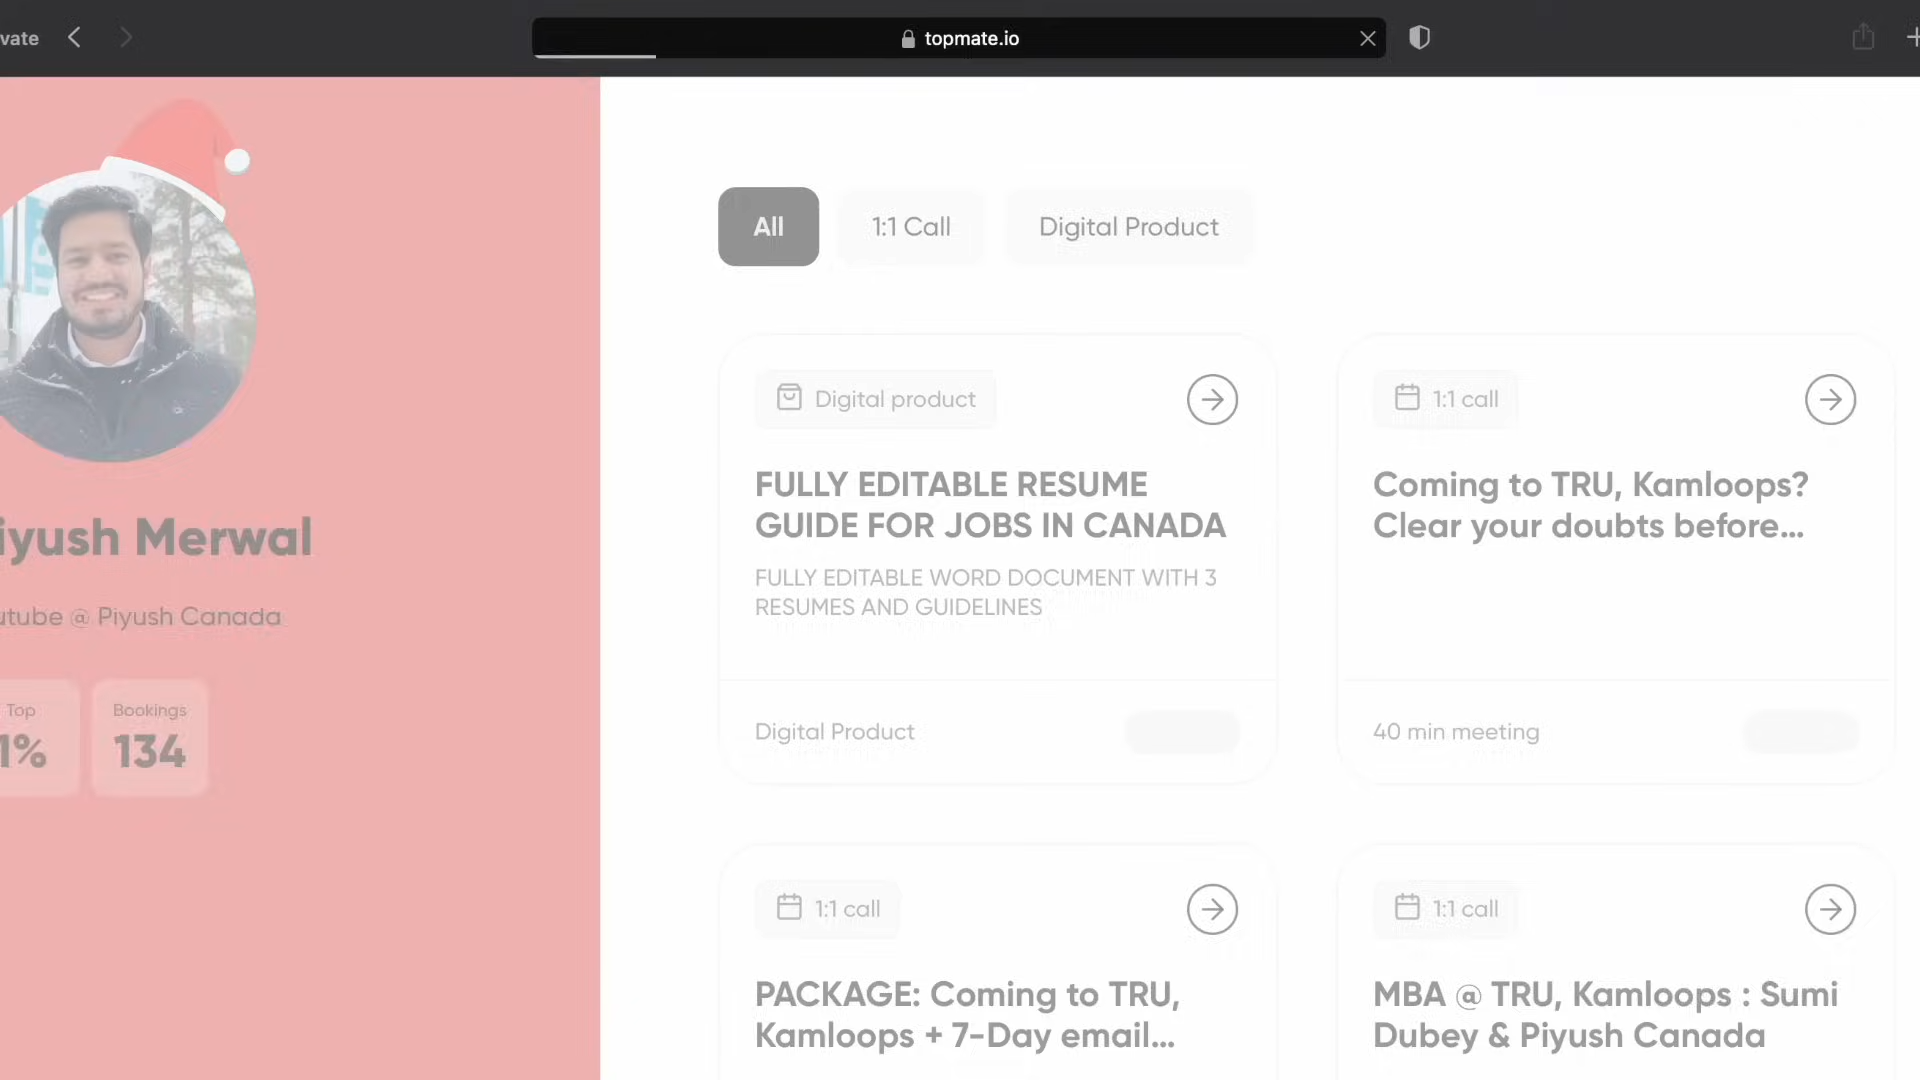 vate
topmate.io
All
1:1 Call
Digital Product
Digital product
1:1 call
FULLY EDITABLE RESUME
GUIDE FOR JOBS IN CANADA
Coming to TRU, Kamloops?
Clear your doubts before...
FULLY EDITABLE WORD DOCUMENT WITH 3
RESUMES AND GUIDELINES
iyush Merwal
utube @ Piyush Canada
Top
1%
Bookings
134
Digital Product
40 min meeting
1:1 call
1:1 call
PACKAGE: Coming to TRU,
Kamloops + 7-Day email...
MBA @ TRU, Kamloops : Sumi
Dubey & Piyush Canada